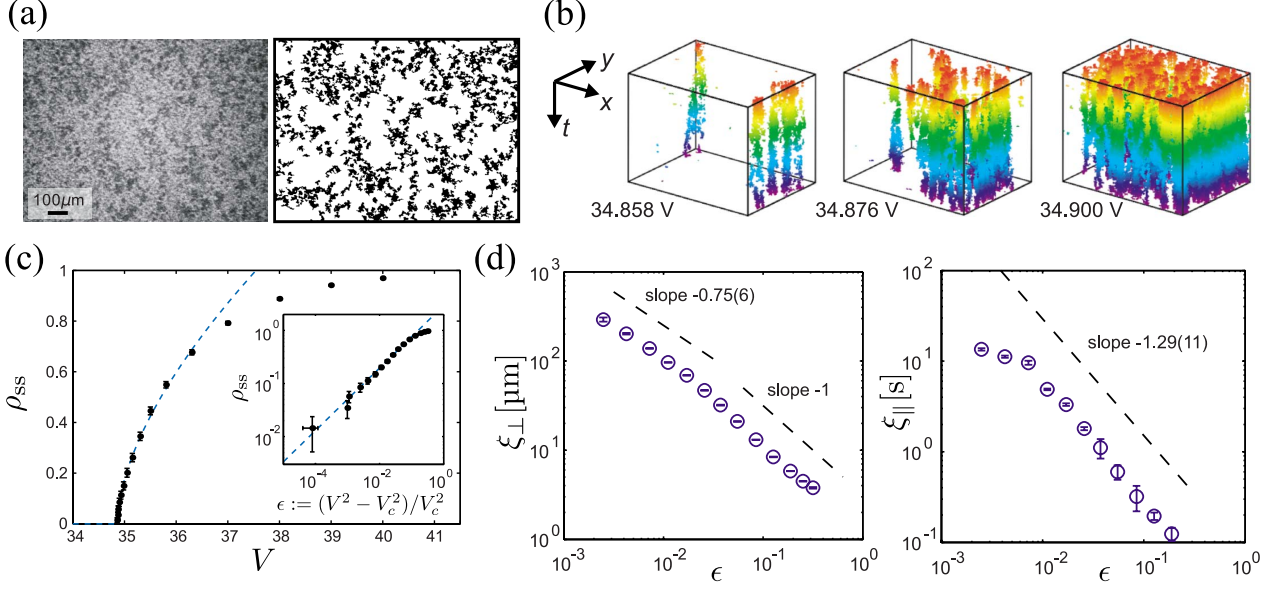 (a)
100µm
(b)
y
x
t
34.858 V
34.876 V
34.900 V
(c)
ρss
1
0.8
0.6
0.4
0.2
0
34 35 36 37 38 39 40 41
V
ρss
10^0
10^-1
10^-2
10^-4 10^-2 10^0
ϵ := (V^2 − V_c^2)/V_c^2
(d)
ξ⊥ [µm]
10^3
10^2
10^1
10^0
slope -0.75(6)
slope -1
10^-3 10^-2 10^-1 10^0
ϵ
ξ∥ [s]
10^2
10^1
10^0
10^-1
slope -1.29(11)
10^-3 10^-2 10^-1 10^0
ϵ